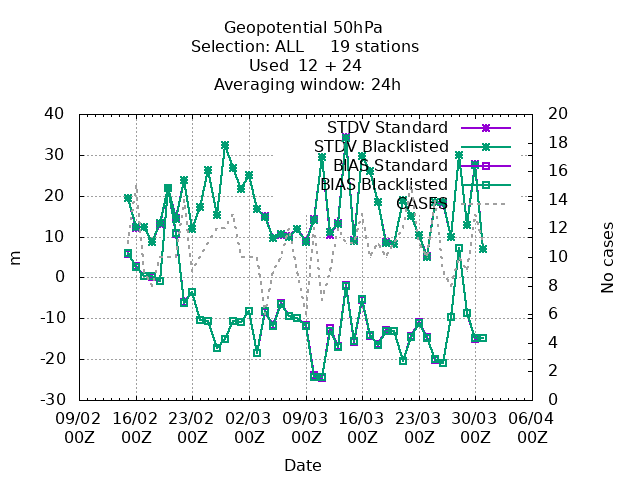 Geopotential 50hPa
Selection: ALL 19 stations
Used 12 + 24
Averaging window: 24h
40 20
STDV Standard
18
STDV Blacklisted
30
BIAS Standard
16
BIAS Blacklisted
20 14
CASES
12
10
10
m
No cases
0
8
-10
6
4
-20
2
-30 0
09/02 16/02 23/02 02/03 09/03 16/03 23/03 30/03 06/04
00Z 00Z 00Z 00Z 00Z 00Z 00Z 00Z 00Z
Date